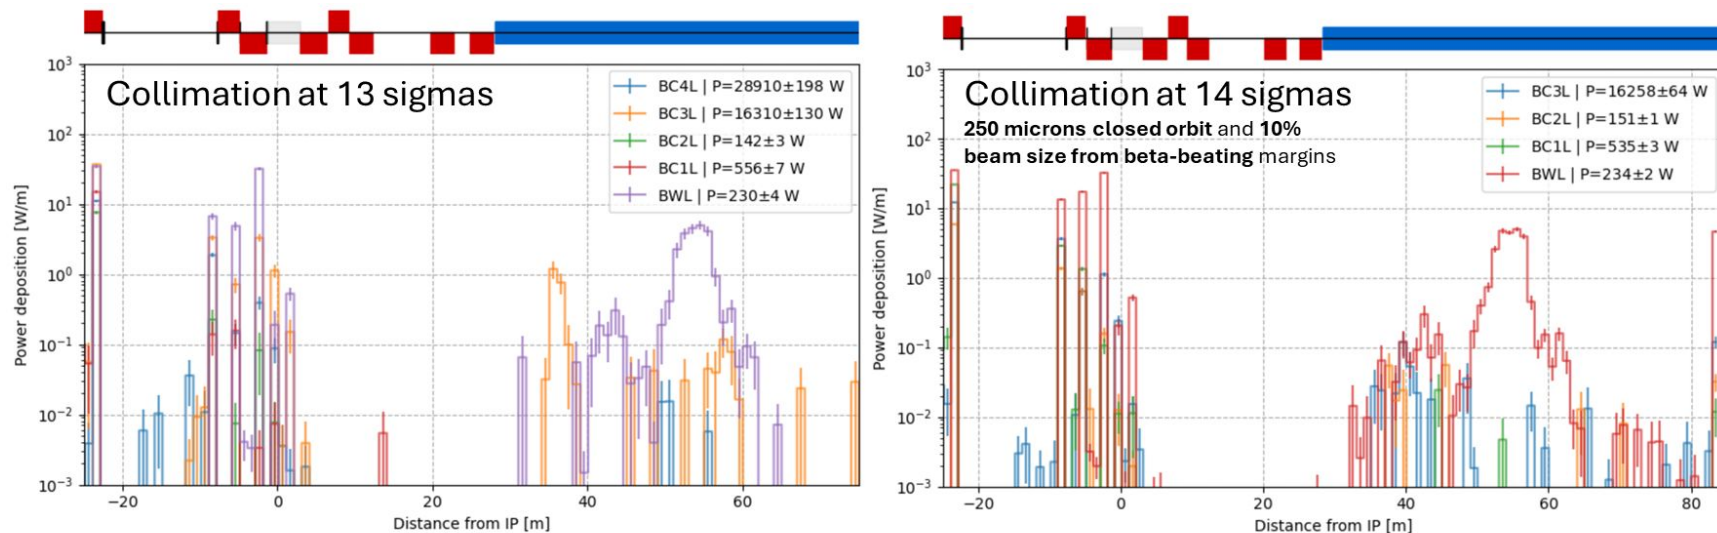 Collimation at 13 sigmas
BC4L | P=28910±198 W
BC3L | P=16310±130 W
BC2L | P=142±3 W
BC1L | P=556±7 W
BWL | P=230±4 W
Power deposition [W/m]
10³
10²
10¹
10⁰
10⁻¹
10⁻²
10⁻³
−20
0
20
40
60
Distance from IP [m]
Collimation at 14 sigmas
250 microns closed orbit and 10%
beam size from beta-beating margins
BC3L | P=16258±64 W
BC2L | P=151±1 W
BC1L | P=535±3 W
BWL | P=234±2 W
Power deposition [W/m]
10³
10²
10¹
10⁰
10⁻¹
10⁻²
10⁻³
−20
0
20
40
60
80
Distance from IP [m]